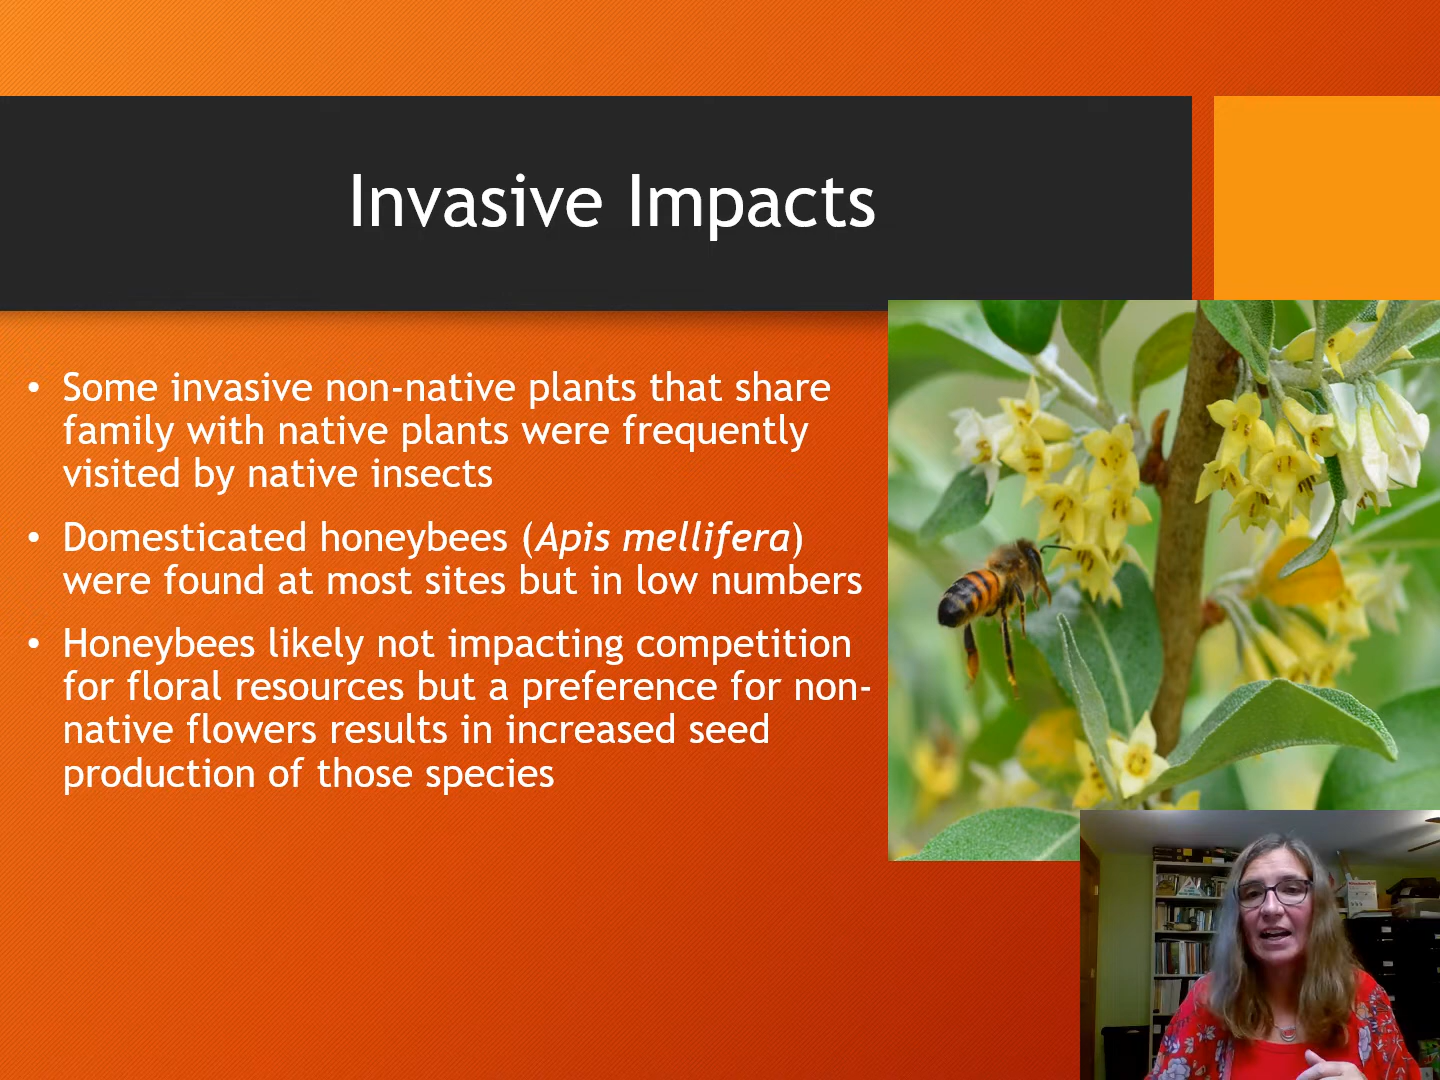 Invasive Impacts
• Some invasive non-native plants that share
family with native plants were frequently
visited by native insects
• Domesticated honeybees (Apis mellifera)
were found at most sites but in low numbers
• Honeybees likely not impacting competition
for floral resources but a preference for non-
native flowers results in increased seed
production of those species